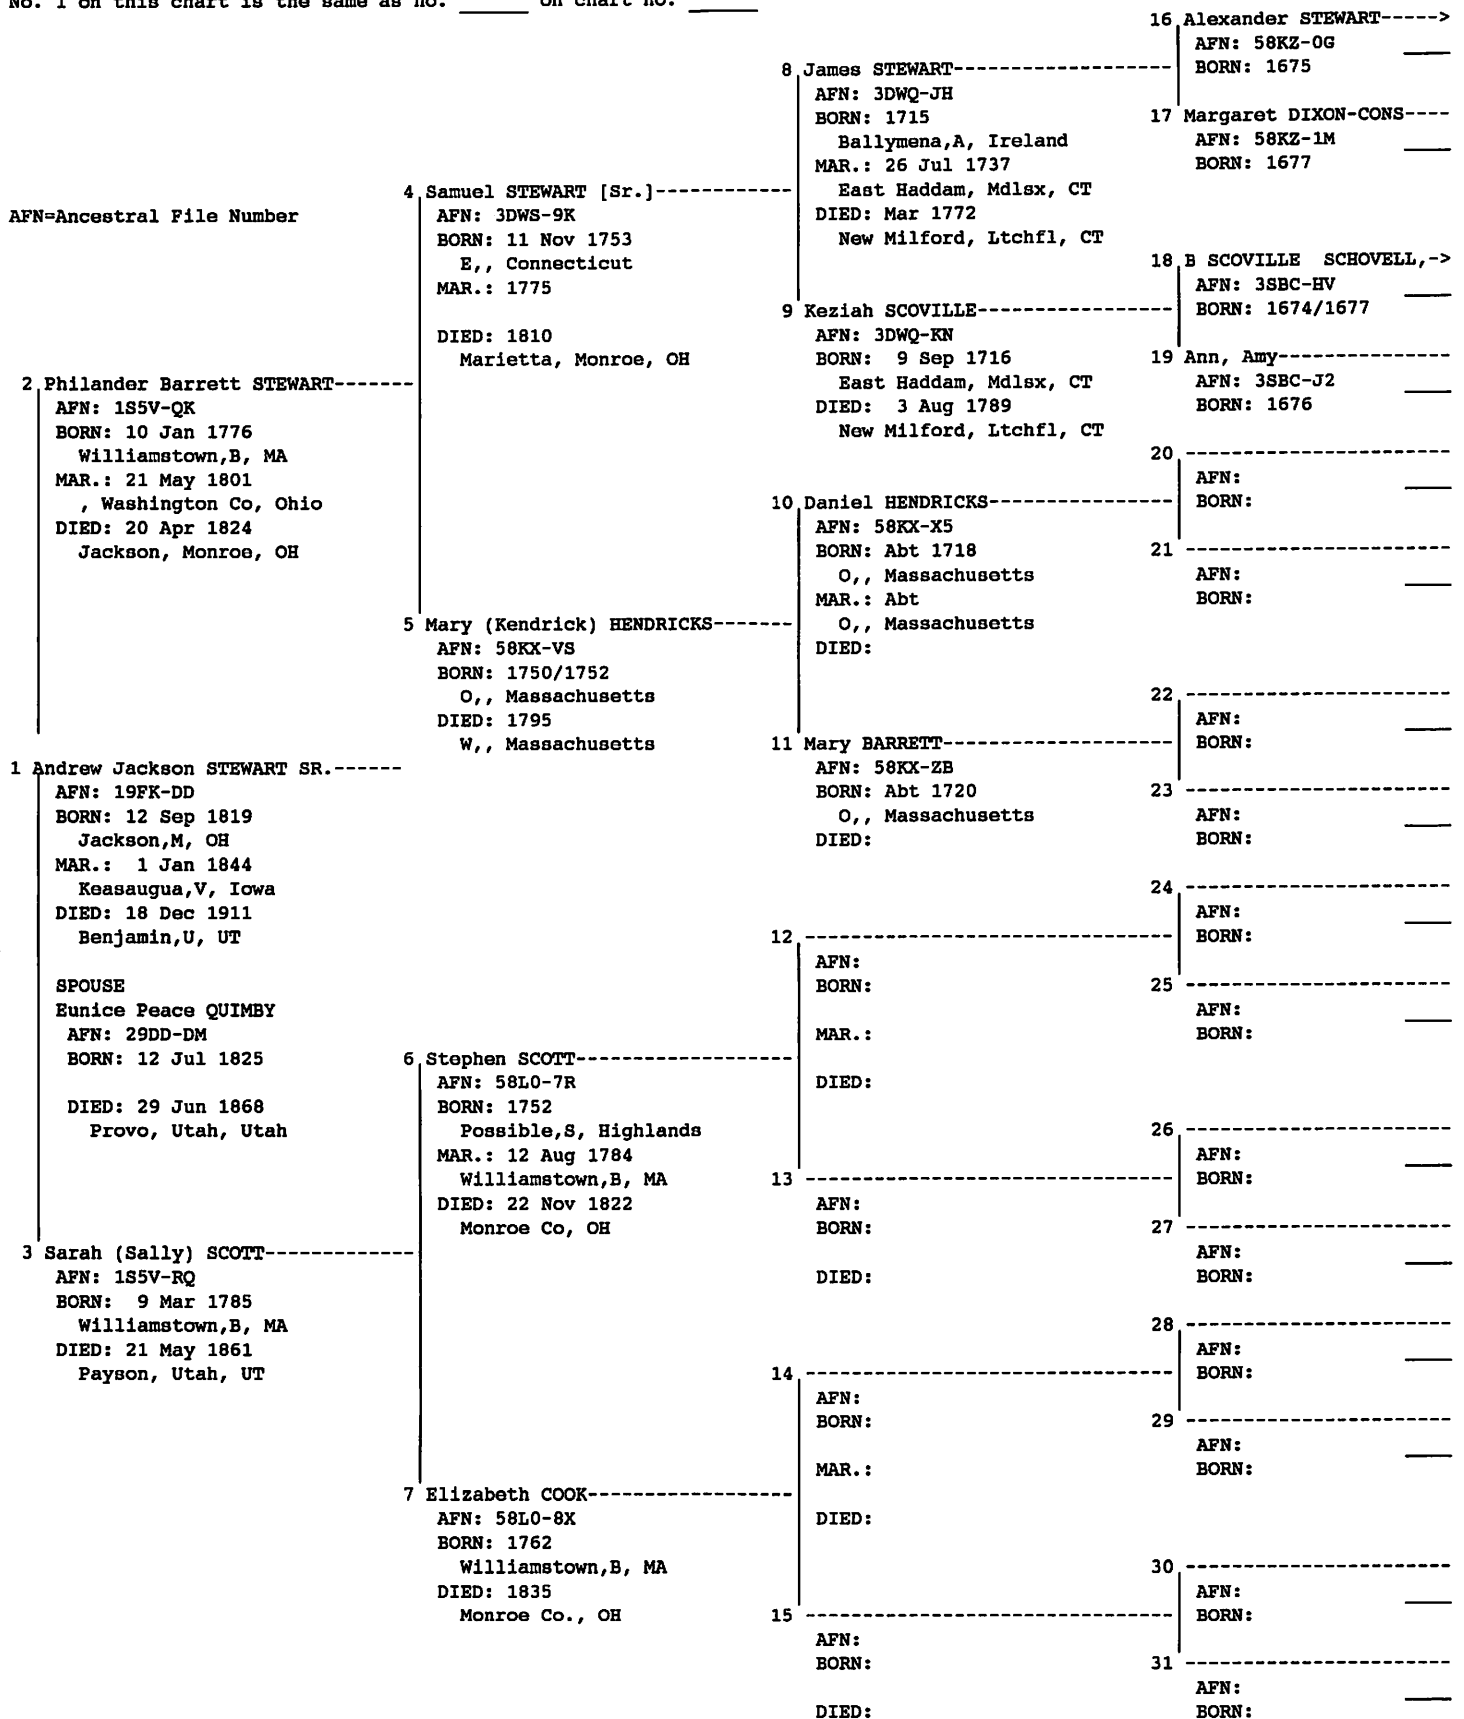 No. 1 on this chart is the same as no. ______ on chart no. ______
AFN=Ancestral File Number
1 Andrew Jackson STEWART SR.------
AFN: 19FK-DD
BORN: 12 Sep 1819
Jackson,M, OH
MAR.: 1 Jan 1844
Keasaugua,V, Iowa
DIED: 18 Dec 1911
Benjamin,U, UT
SPOUSE
Eunice Peace QUIMBY
AFN: 29DD-DM
BORN: 12 Jul 1825
DIED: 29 Jun 1868
Provo, Utah, Utah
2 Philander Barrett STEWART-------
AFN: 1S5V-QK
BORN: 10 Jan 1776
Williamstown,B, MA
MAR.: 21 May 1801
, Washington Co, Ohio
DIED: 20 Apr 1824
Jackson, Monroe, OH
3 Sarah (Sally) SCOTT-------------
AFN: 1S5V-RQ
BORN: 9 Mar 1785
Williamstown,B, MA
DIED: 21 May 1861
Payson, Utah, UT
4 Samuel STEWART [Sr.]------------
AFN: 3DWS-9K
BORN: 11 Nov 1753
E,, Connecticut
MAR.: 1775
DIED: 1810
Marietta, Monroe, OH
5 Mary (Kendrick) HENDRICKS-------
AFN: 58KX-VS
BORN: 1750/1752
O,, Massachusetts
DIED: 1795
W,, Massachusetts
6 Stephen SCOTT-------------------
AFN: 58L0-7R
BORN: 1752
Possible,S, Highlands
MAR.: 12 Aug 1784
Williamstown,B, MA
DIED: 22 Nov 1822
Monroe Co, OH
7 Elizabeth COOK------------------
AFN: 58L0-8X
BORN: 1762
Williamstown,B, MA
DIED: 1835
Monroe Co., OH
8 James STEWART-------------------
AFN: 3DWQ-JH
BORN: 1715
Ballymena,A, Ireland
MAR.: 26 Jul 1737
East Haddam, Mdlsx, CT
DIED: Mar 1772
New Milford, Ltchfl, CT
9 Keziah SCOVILLE-----------------
AFN: 3DWQ-KN
BORN: 9 Sep 1716
East Haddam, Mdlsx, CT
DIED: 3 Aug 1789
New Milford, Ltchfl, CT
10 Daniel HENDRICKS----------------
AFN: 58KX-X5
BORN: Abt 1718
O,, Massachusetts
MAR.: Abt
O,, Massachusetts
DIED:
11 Mary BARRETT--------------------
AFN: 58KX-ZB
BORN: Abt 1720
O,, Massachusetts
DIED:
12 --------------------------------
AFN:
BORN:
MAR.:
DIED:
13 --------------------------------
AFN:
BORN:
DIED:
14 --------------------------------
AFN:
BORN:
MAR.:
DIED:
15 --------------------------------
AFN:
BORN:
DIED:
16 Alexander STEWART----->
AFN: 58KZ-0G
BORN: 1675
17 Margaret DIXON-CONS----
AFN: 58KZ-1M
BORN: 1677
18 B SCOVILLE SCHOVELL,->
AFN: 3SBC-HV
BORN: 1674/1677
19 Ann, Amy---------------
AFN: 3SBC-J2
BORN: 1676
20 -----------------------
AFN:
BORN:
21 -----------------------
AFN:
BORN:
22 -----------------------
AFN:
BORN:
23 -----------------------
AFN:
BORN:
24 -----------------------
AFN:
BORN:
25 -----------------------
AFN:
BORN:
26 -----------------------
AFN:
BORN:
27 -----------------------
AFN:
BORN:
28 -----------------------
AFN:
BORN:
29 -----------------------
AFN:
BORN:
30 -----------------------
AFN:
BORN:
31 -----------------------
AFN:
BORN: